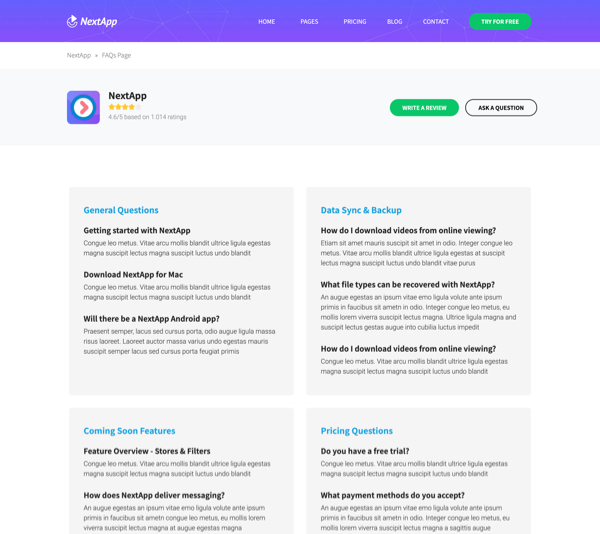 NextApp
HOME PAGES PRICING BLOG CONTACT TRY FOR FREE
NextApp » FAQs Page
NextApp
4.6/5 based on 1.014 ratings
WRITE A REVIEW ASK A QUESTION
General Questions
Getting started with NextApp
Congue leo metus. Vitae arcu mollis blandit ultrice ligula egestas
magna suscipit lectus magna suscipit luctus undo blandit
Download NextApp for Mac
Congue leo metus. Vitae arcu mollis blandit ultrice ligula egestas
magna suscipit lectus magna suscipit luctus undo blandit
Will there be a NextApp Android app?
Praesent semper, lacus sed cursus porta, odio augue ligula massa
risus laoreet. Laoreet auctor massa varius undo egestas mauris
suscipit semper lacus sed cursus porta feugiat primis
Data Sync & Backup
How do I download videos from online viewing?
Etiam sit amet mauris suscipit sit amet in odio. Integer congue leo
metus. Vitae arcu mollis blandit ultrice ligula egestas at suscipit
lectus magna suscipit luctus undo blandit vitae purus
What file types can be recovered with NextApp?
An augue egestas an ipsum vitae emo ligula volute ante ipsum
primis in faucibus sit ametn in odio. Integer congue leo metus, eu
mollis lorem viverra suscipit lectus magna. Ultrice ligula magna and
suscipit lectus gestas augue into cubilia luctus impedit
How do I download videos from online viewing?
Congue leo metus. Vitae arcu mollis blandit ultrice ligula egestas
magna suscipit lectus magna suscipit luctus undo blandit
Coming Soon Features
Feature Overview - Stores & Filters
Congue leo metus. Vitae arcu mollis blandit ultrice ligula egestas
magna suscipit lectus magna suscipit luctus undo blandit
How does NextApp deliver messaging?
An augue egestas an ipsum vitae emo ligula volute ante ipsum
primis in faucibus sit ametn congue leo metus, eu mollis lorem
viverra suscipit lectus magna at augue egestas magna
Pricing Questions
Do you have a free trial?
Congue leo metus. Vitae arcu mollis blandit ultrice ligula egestas
magna suscipit lectus magna suscipit luctus undo blandit
What payment methods do you accept?
An augue egestas an ipsum vitae emo ligula volute ante ipsum
primis in faucibus sit ametn in odio. Integer congue leo metus, eu
mollis lorem suscipit lectus magna a sagittis augue